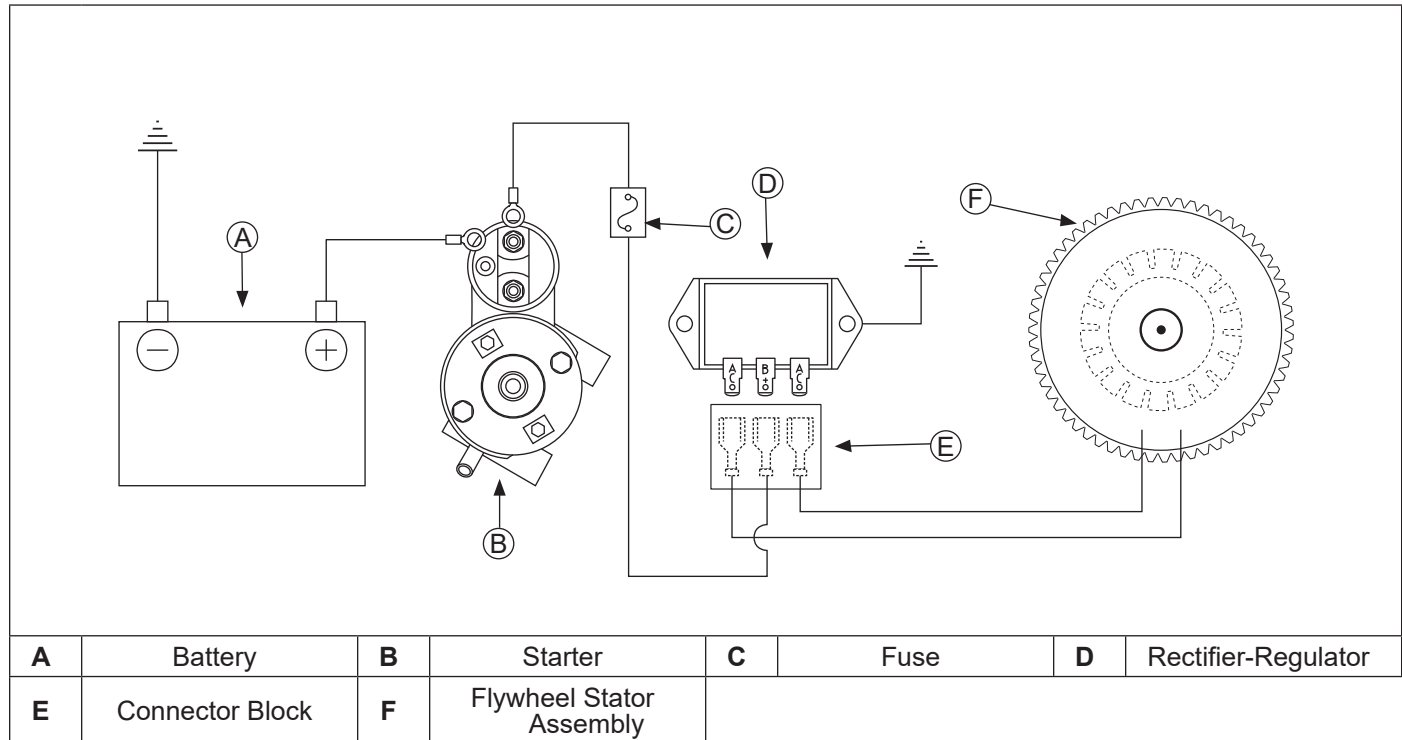 A
D
F
C
−
+
AC
B+
AC
E
B
A Battery B Starter C Fuse D Rectifier-Regulator
E Connector Block F Flywheel Stator
Assembly